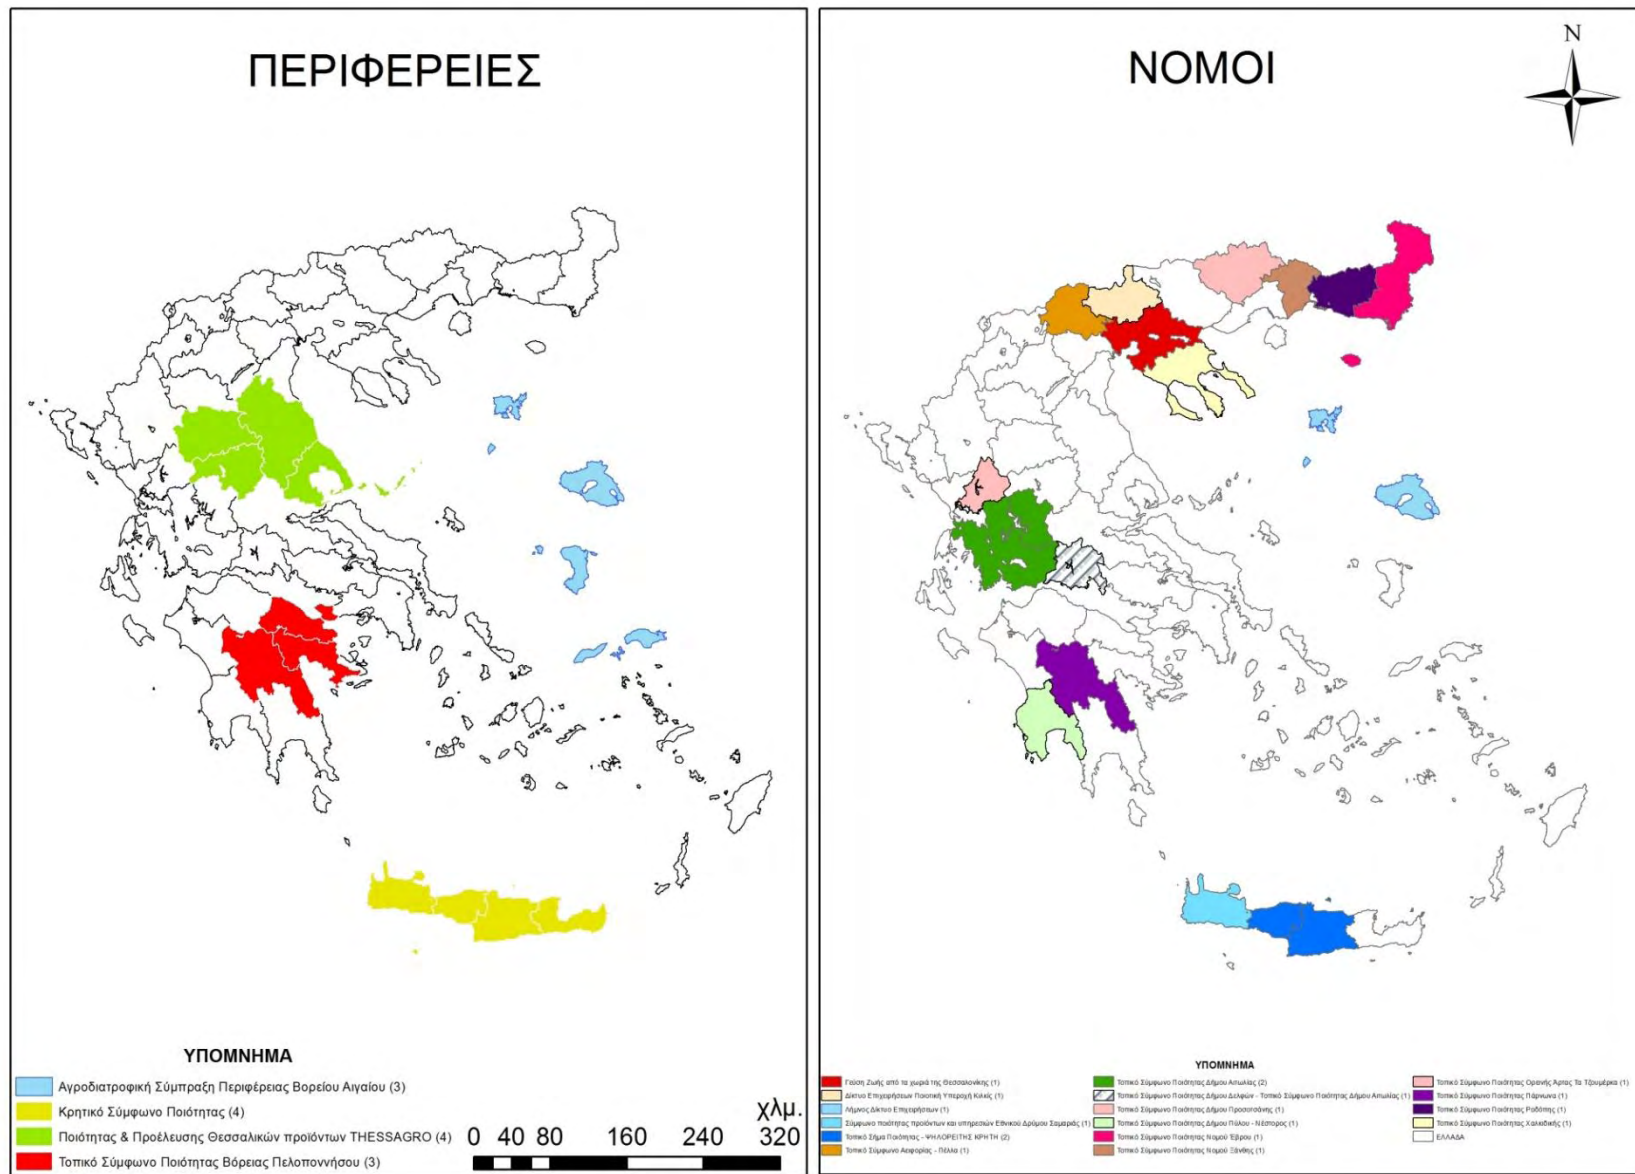 ΠΕΡΙΦΕΡΕΙΕΣ
ΥΠΟΜΝΗΜΑ
Αγροδιατροφική Σύμπραξη Περιφέρειας Βορείου Αιγαίου (3)
Κρητικό Σύμφωνο Ποιότητας (4)
Ποιότητας & Προέλευσης Θεσσαλικών προϊόντων THESSAGRO (4)
Τοπικό Σύμφωνο Ποιότητας Βόρειας Πελοποννήσου (3)
χλμ.
0 40 80 160 240 320
ΝΟΜΟΙ
N
ΥΠΟΜΝΗΜΑ
Γεύση Ζωής από τα χωριά της Θεσσαλονίκης (1)
Δίκτυο Επιχειρήσεων Ποιοτική Υπεροχή Κιλκίς (1)
Λήμνος Δίκτυο Επιχειρήσεων (1)
Σύμφωνο ποιότητας προϊόντων και υπηρεσιών Εθνικού Δρύμου Σαμαριάς (1)
Τοπικό Σήμα Ποιότητας - ΨΗΛΟΡΕΙΤΗΣ ΚΡΗΤΗ (2)
Τοπικό Σύμφωνο Αειφορίας - Πέλλα (1)
Τοπικό Σύμφωνο Ποιότητας Δήμου Αιτωλίας (2)
Τοπικό Σύμφωνο Ποιότητας Δήμου Δελφών - Τοπικό Σύμφωνο Ποιότητας Δήμου Αιτωλίας (1)
Τοπικό Σύμφωνο Ποιότητας Δήμου Προσοτσάνης (1)
Τοπικό Σύμφωνο Ποιότητας Δήμου Πύλου - Νέστορος (1)
Τοπικό Σύμφωνο Ποιότητας Νομού Έβρου (1)
Τοπικό Σύμφωνο Ποιότητας Νομού Ξάνθης (1)
Τοπικό Σύμφωνο Ποιότητας Ορεινής Άρτας Τα Τζουμέρκα (1)
Τοπικό Σύμφωνο Ποιότητας Πάρνωνα (1)
Τοπικό Σύμφωνο Ποιότητας Ροδόπης (1)
Τοπικό Σύμφωνο Ποιότητας Χαλκιδικής (1)
ΕΛΛΑΔΑ